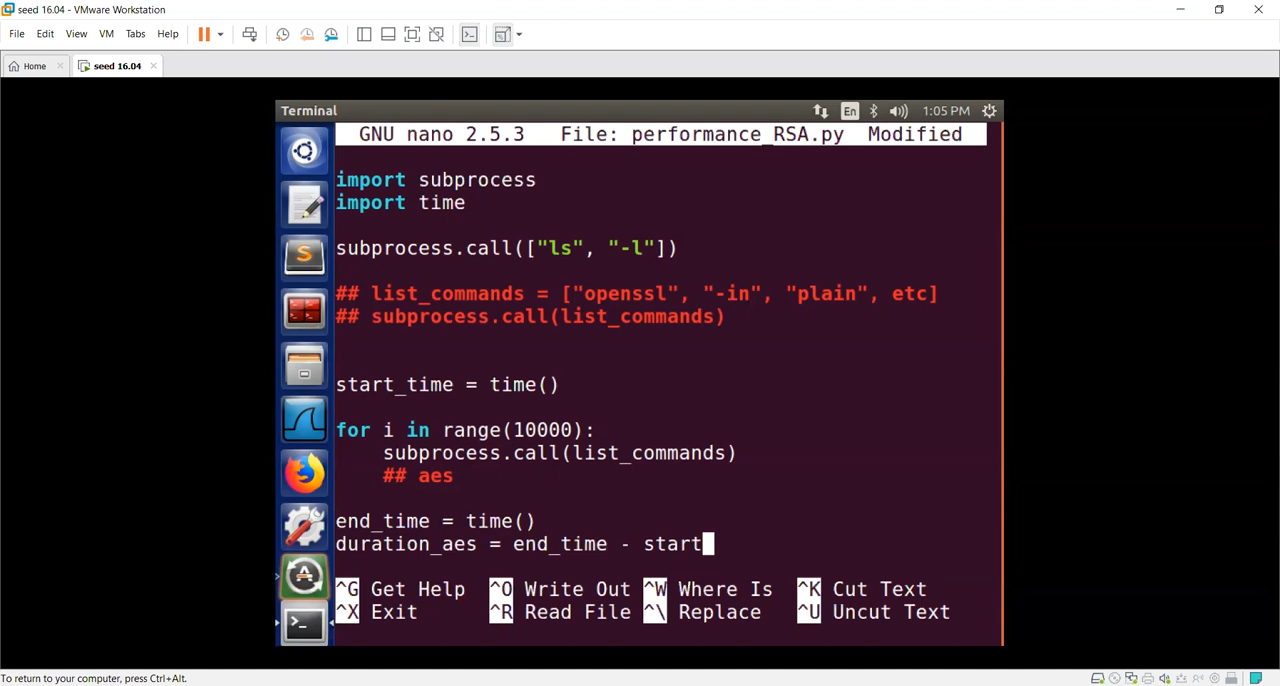 seed 16.04 - VMware Workstation
File Edit View VM Tabs Help
Home seed 16.04
Terminal En 1:05 PM
GNU nano 2.5.3 File: performance_RSA.py Modified
import subprocess
import time
subprocess.call(["ls", "-l"])
## list_commands = ["openssl", "-in", "plain", etc]
## subprocess.call(list_commands)
start_time = time()
for i in range(10000):
subprocess.call(list_commands)
## aes
end_time = time()
duration_aes = end_time - start
^G Get Help ^O Write Out ^W Where Is ^K Cut Text
^X Exit ^R Read File ^\ Replace ^U Uncut Text
To return to your computer, press Ctrl+Alt.